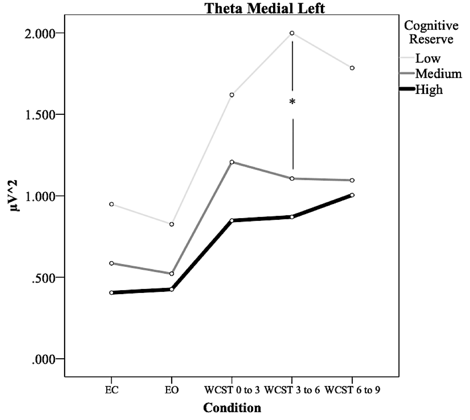 Theta Medial Left
Cognitive
Reserve
Low
Medium
High
2.000
1.500
1.000
.500
.000
μV^2
*
EC EO WCST 0 to 3 WCST 3 to 6 WCST 6 to 9
Condition